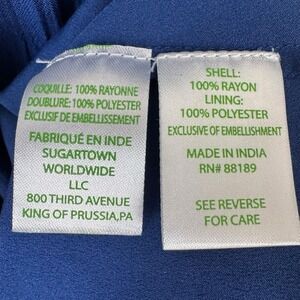 COQUILLE: 100% RAYONNE
DOUBLURE: 100% POLYESTER
EXCLUSIF DE EMBELLISSEMENT
FABRIQUÉ EN INDE
SUGARTOWN
WORLDWIDE
LLC
800 THIRD AVENUE
KING OF PRUSSIA,PA
SHELL:
100% RAYON
LINING:
100% POLYESTER
EXCLUSIVE OF EMBELLISHMENT
MADE IN INDIA
RN# 88189
SEE REVERSE
FOR CARE